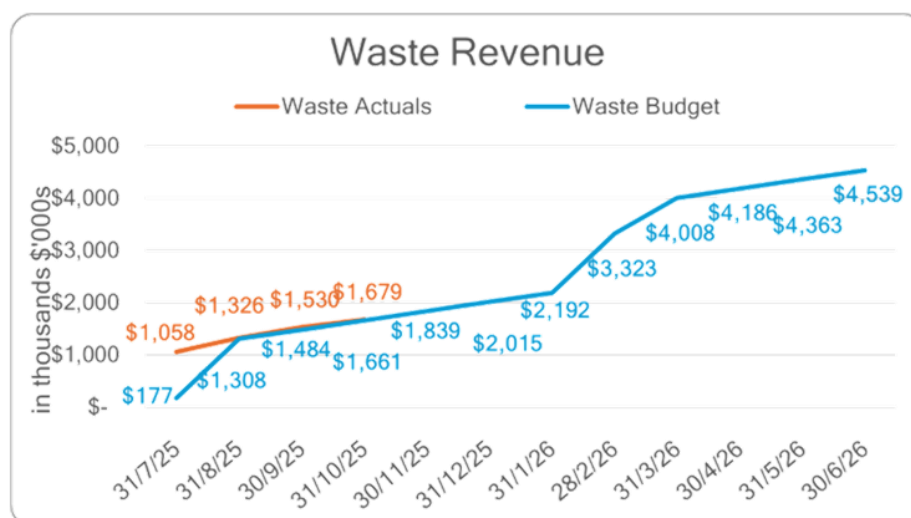 Waste Revenue
Waste Actuals Waste Budget
in thousands $'000s
$5,000
$4,000
$3,000
$2,000
$1,000
$-
$1,058 $1,326 $1,530 $1,679
$177 $1,308 $1,484 $1,661 $1,839 $2,015 $2,192 $3,323 $4,008 $4,186 $4,363 $4,539
31/7/25 31/8/25 30/9/25 31/10/25 30/11/25 31/12/25 31/1/26 28/2/26 31/3/26 30/4/26 31/5/26 30/6/26